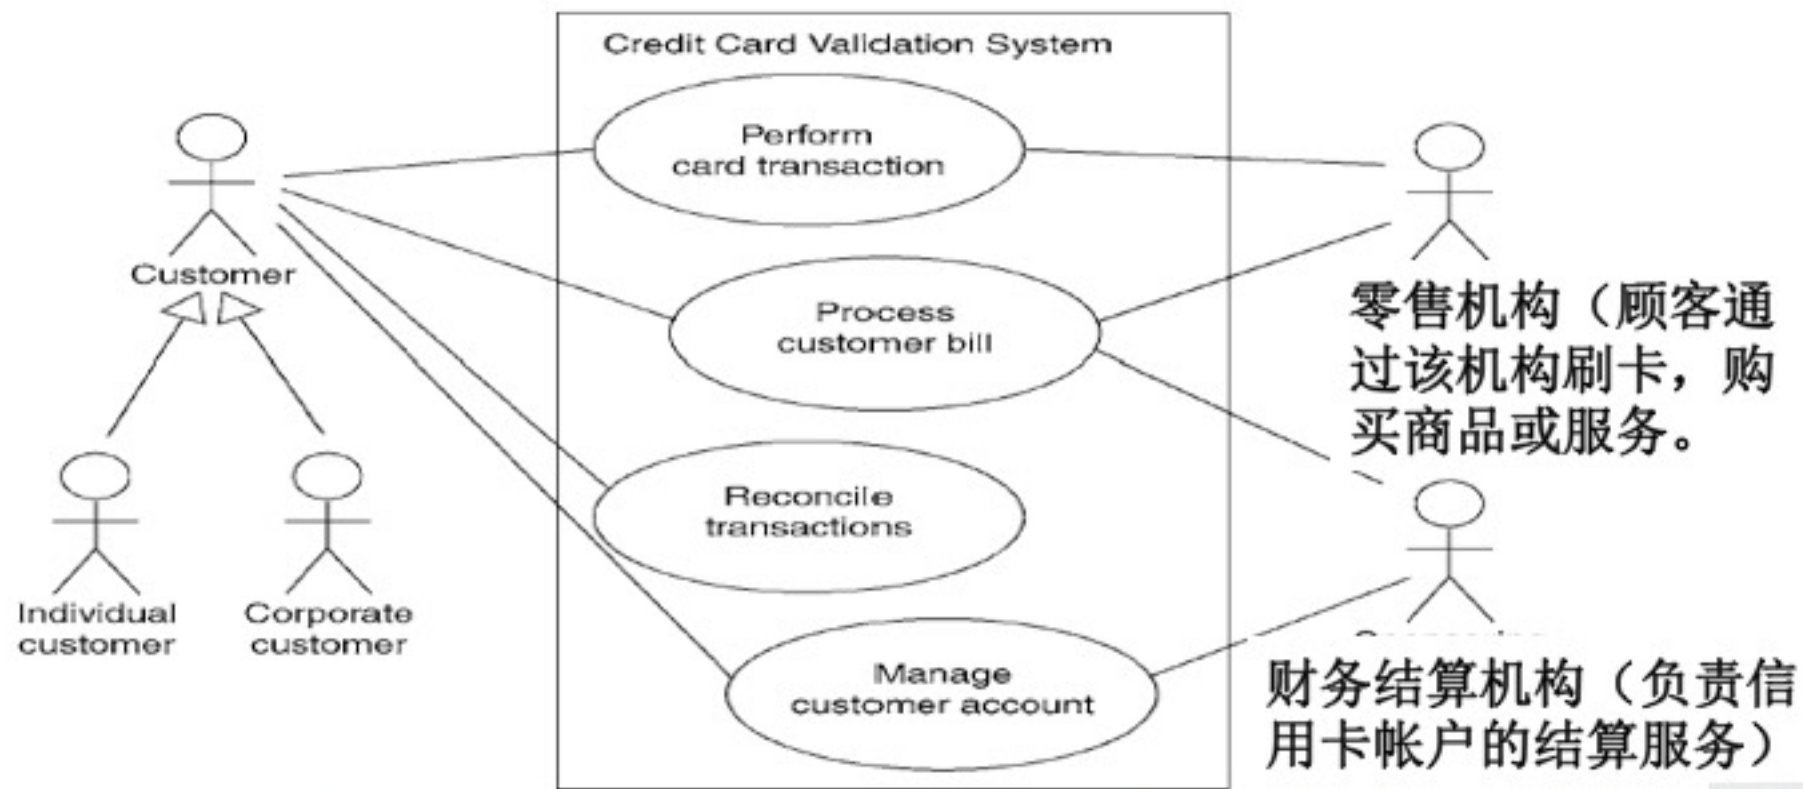 Credit Card Validation System
Perform
card transaction
Customer
Process
customer bill
零售机构（顾客通
过该机构刷卡，购
买商品或服务。
Reconcile
transactions
Individual
customer
Corporate
customer
Manage
customer account
财务结算机构（负责信
用卡帐户的结算服务）